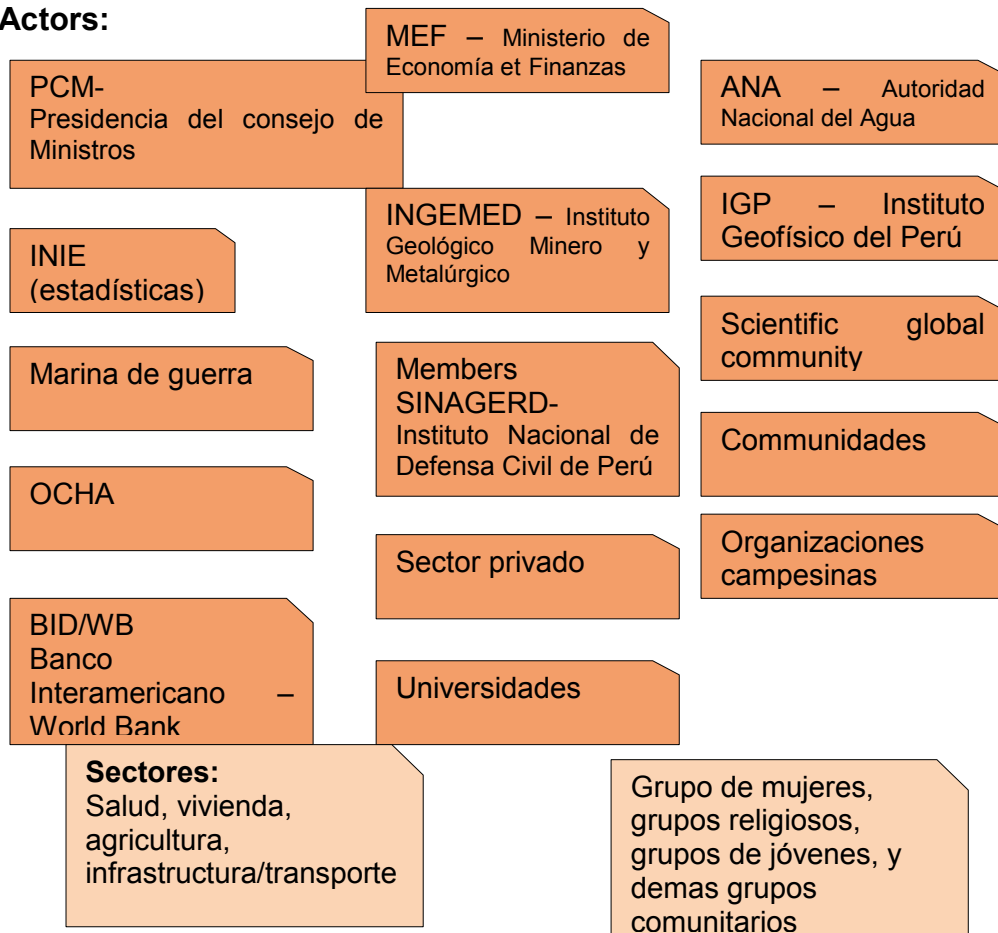 Actors:
MEF – Ministerio de
Economía et Finanzas
PCM-
Presidencia del consejo de
Ministros
ANA – Autoridad
Nacional del Agua
INGEMED – Instituto
Geológico Minero y
Metalúrgico
IGP – Instituto
Geofísico del Perú
INIE
(estadísticas)
Scientific global
community
Marina de guerra
Members
SINAGERD-
Instituto Nacional de
Defensa Civil de Perú
Communidades
OCHA
Sector privado
Organizaciones
campesinas
BID/WB
Banco
Interamericano –
World Bank
Universidades
Sectores:
Salud, vivienda,
agricultura,
infrastructura/transporte
Grupo de mujeres,
grupos religiosos,
grupos de jóvenes, y
demas grupos
comunitarios